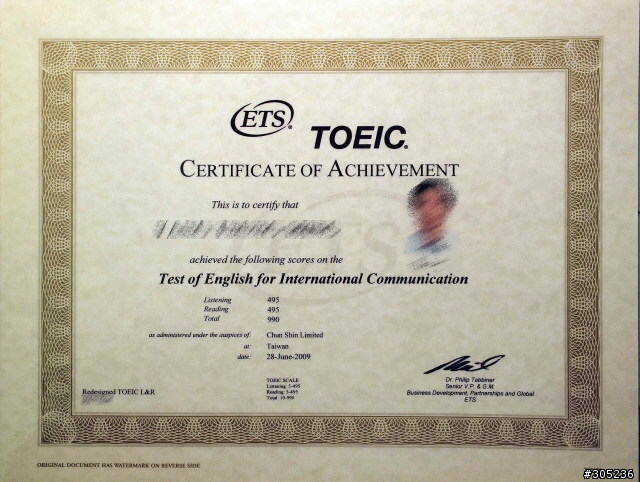 ETS
TOEIC
CERTIFICATE OF ACHIEVEMENT
This is to certify that
achieved the following scores on the
Test of English for International Communication
Listening 495
Reading 495
Total 990
as administered under the auspices of: Chun Shin Limited
at: Taiwan
date: 28-June-2009
TOEIC SCALE
Listening: 5-495
Reading: 5-495
Total: 10-990
Redesigned TOEIC L&R
Dr. Philip Tabbiner
Senior V.P. & G.M.
Business Development, Partnerships and Global
ETS
ORIGINAL DOCUMENT HAS WATERMARK ON REVERSE SIDE
#305236